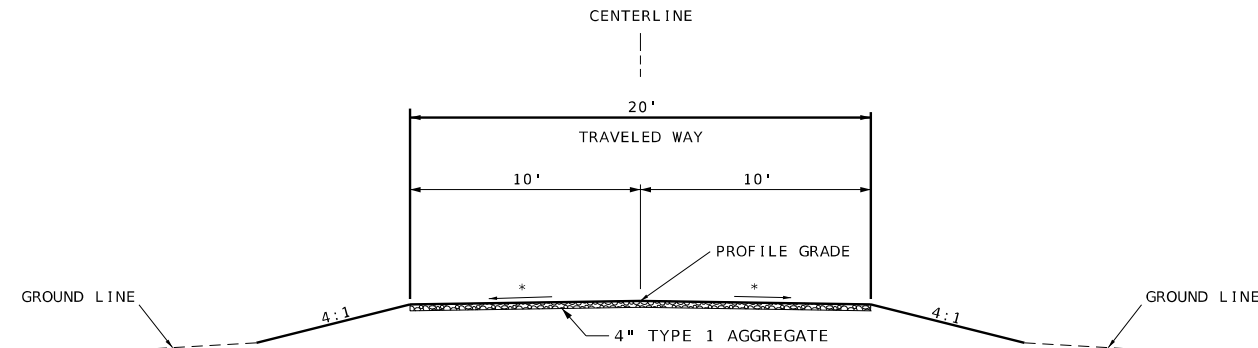 CENTERLINE
20'
TRAVELED WAY
10'
10'
PROFILE GRADE
*
*
GROUND LINE
GROUND LINE
4:1
4:1
4" TYPE 1 AGGREGATE